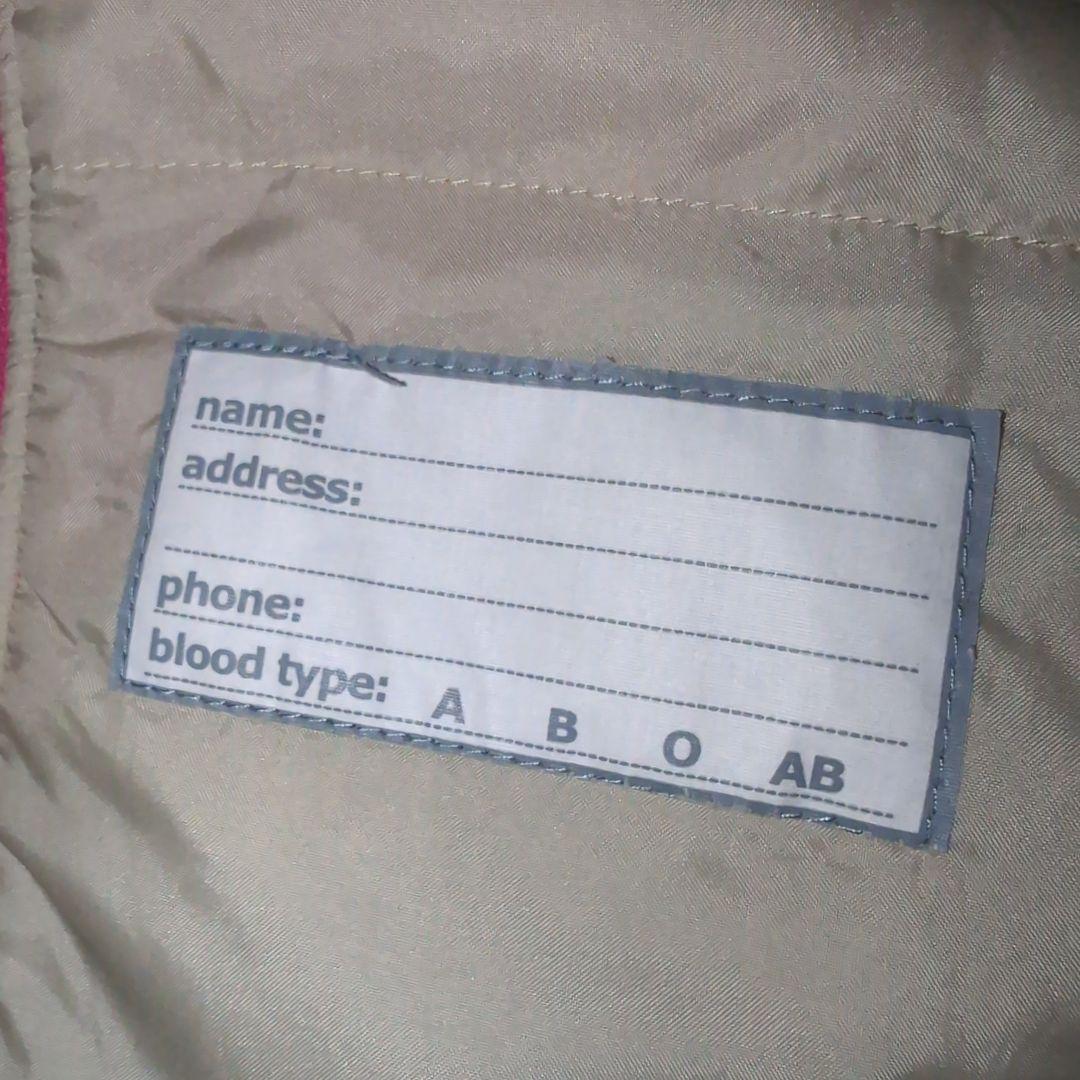 name:
address:
phone:
blood type: A B O AB